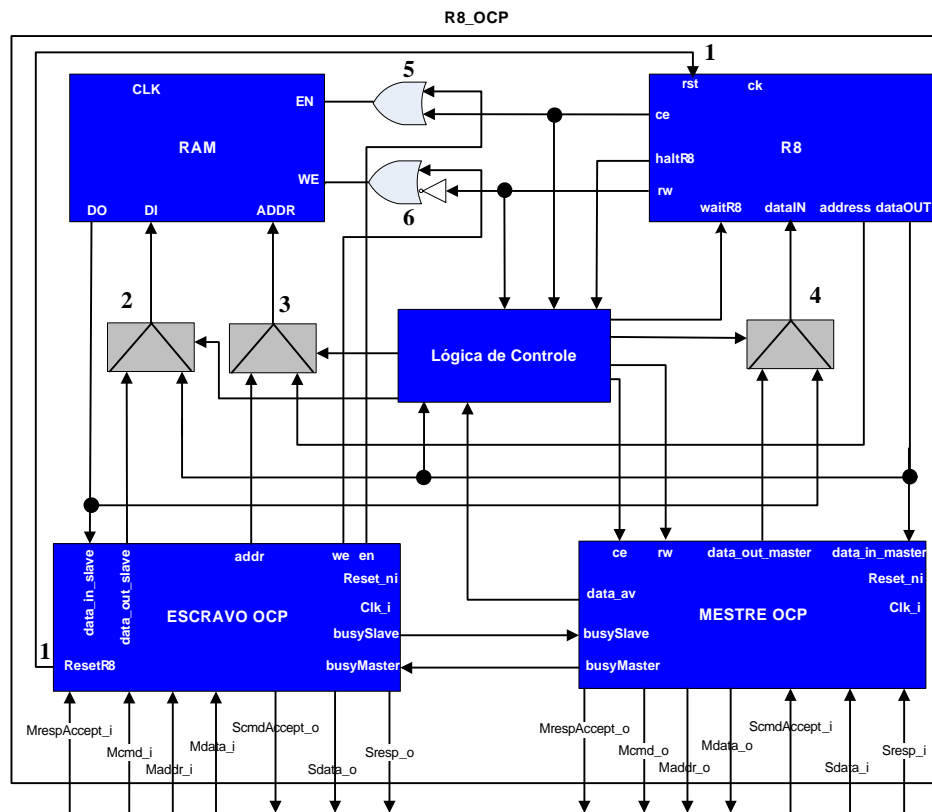 R8_OCP
1
5
CLK
EN
RAM
WE
DO
DI
ADDR
6
rst
ck
ce
haltR8
R8
rw
waitR8
dataIN
address
dataOUT
2
3
4
Lógica de Controle
data_in_slave
data_out_slave
addr
we
en
Reset_ni
Clk_i
ESCRAVO OCP
busySlave
busyMaster
1
ResetR8
ce
rw
data_out_master
data_in_master
Reset_ni
data_av
Clk_i
MESTRE OCP
busySlave
busyMaster
MrespAccept_i
Mcmd_i
Maddr_i
Mdata_i
ScmdAccept_o
Sdata_o
Sresp_o
MrespAccept_o
Mcmd_o
Maddr_o
Mdata_o
ScmdAccept_i
Sdata_i
Sresp_i